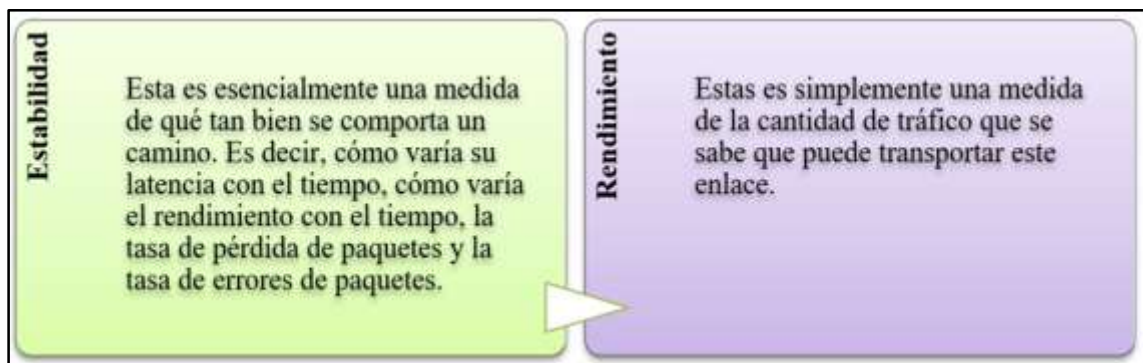 Estabilidad
Esta es esencialmente una medida
de qué tan bien se comporta un
camino. Es decir, cómo varía su
latencia con el tiempo, cómo varía
el rendimiento con el tiempo, la
tasa de pérdida de paquetes y la
tasa de errores de paquetes.
Rendimiento
Estas es simplemente una medida
de la cantidad de tráfico que se
sabe que puede transportar este
enlace.